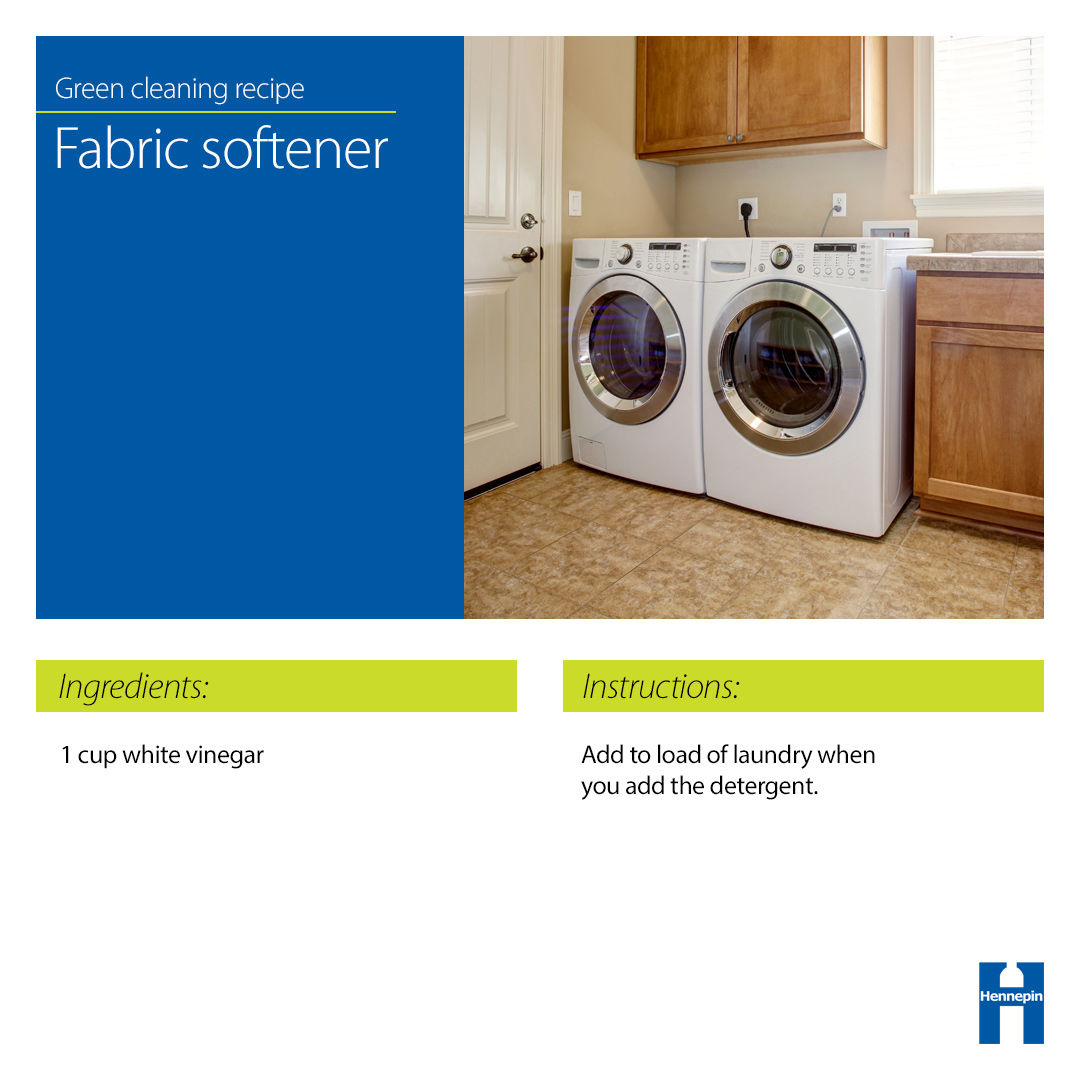 Green cleaning recipe
Fabric softener
Ingredients:
1 cup white vinegar
Instructions:
Add to load of laundry when
you add the detergent.
Hennepin